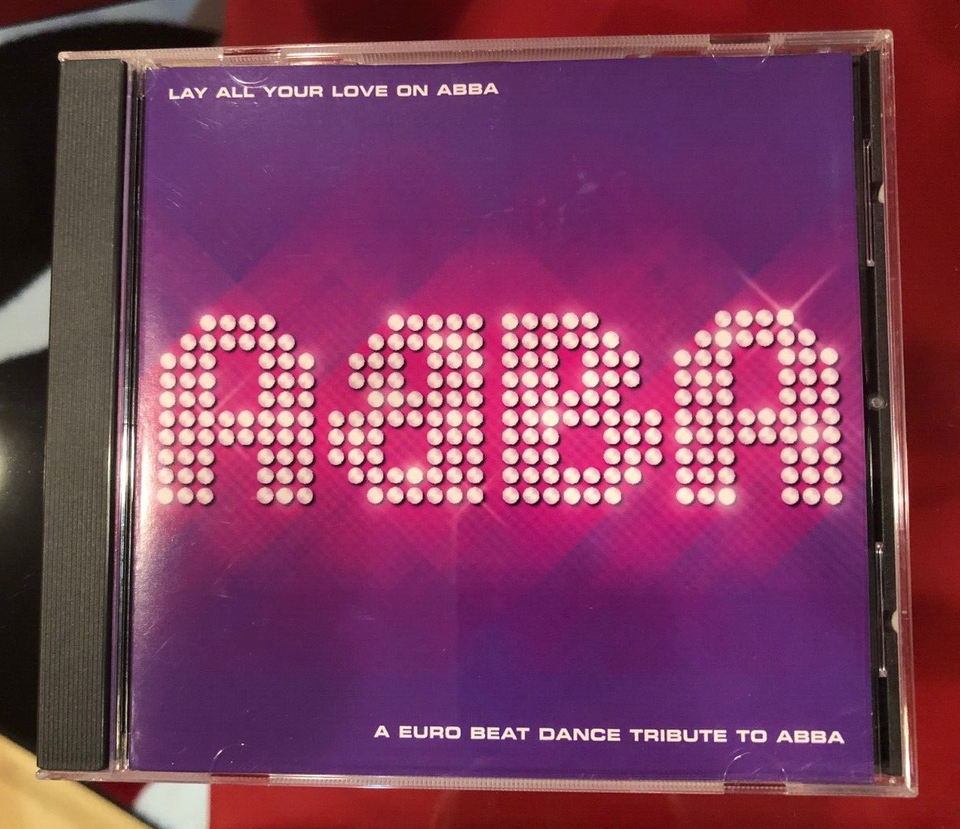 LAY ALL YOUR LOVE ON ABBA
ABBA
A EURO BEAT DANCE TRIBUTE TO ABBA